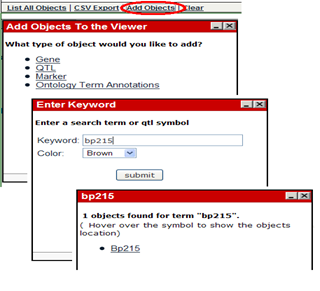 List All Objects | CSV Export | Add Objects | Clear
Add Objects To the Viewer
What type of object would you like to add?
Gene
QTL
Marker
Ontology Term Annotations
Enter Keyword
Enter a search term or qtl symbol
Keyword: bp215
Color: Brown
submit
bp215
1 objects found for term "bp215".
( Hover over the symbol to show the objects
location)
Bp215